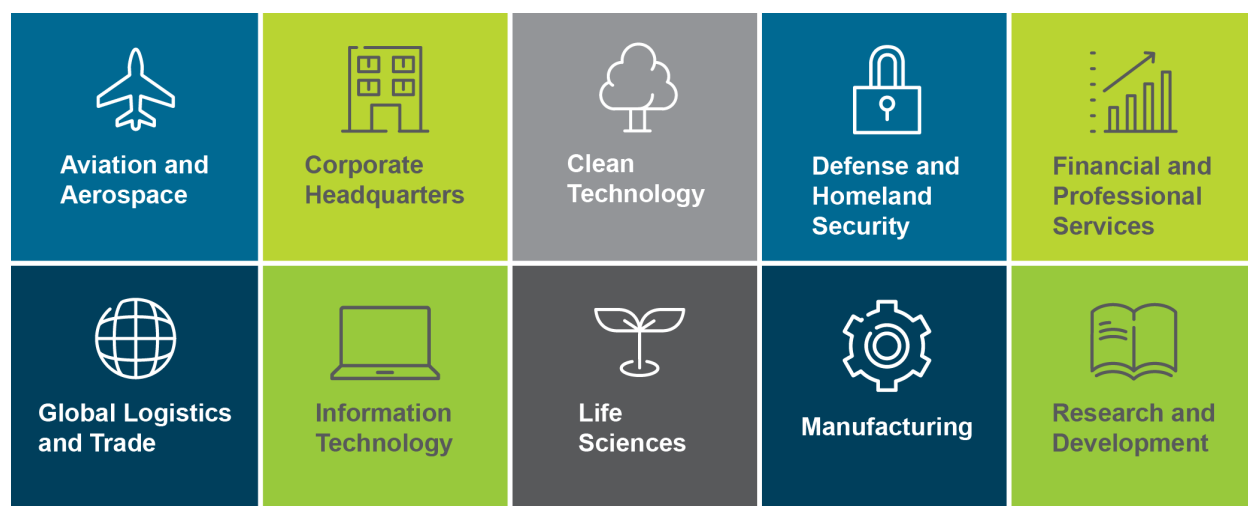 Aviation and
Aerospace
Corporate
Headquarters
Clean
Technology
Defense and
Homeland
Security
Financial and
Professional
Services
Global Logistics
and Trade
Information
Technology
Life
Sciences
Manufacturing
Research and
Development